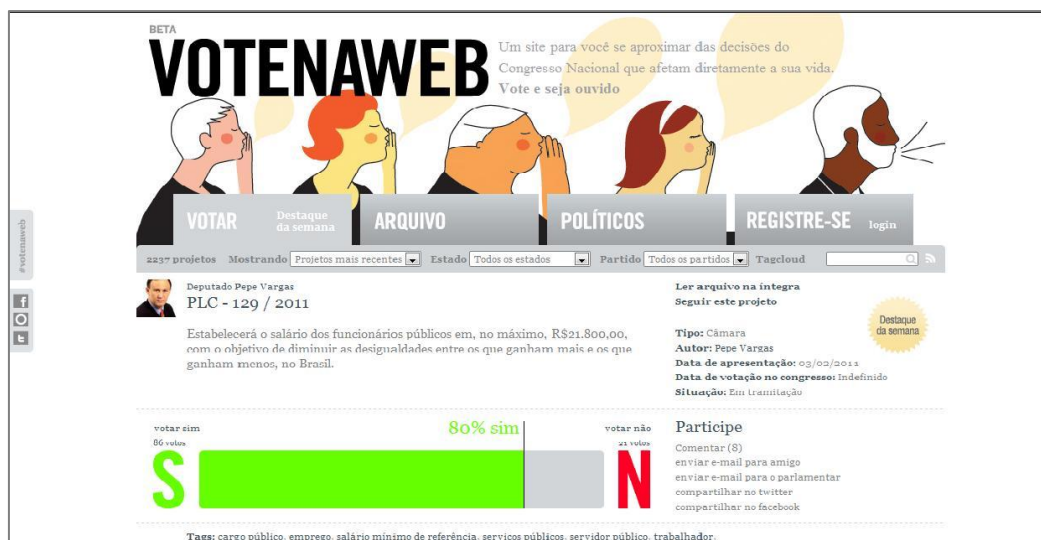 BETA
VOTENAWEB
Um site para você se aproximar das decisões do
Congresso Nacional que afetam diretamente a sua vida.
Vote e seja ouvido
VOTAR
Destaque
da semana
ARQUIVO
POLÍTICOS
REGISTRE-SE
login
#votenaweb
2237 projetos Mostrando Projetos mais recentes Estado Todos os estados Partido Todos os partidos Tagcloud
Deputado Pepe Vargas
PLC - 129 / 2011
Estabelecerá o salário dos funcionários públicos em, no máximo, R$21.800,00,
com o objetivo de diminuir as desigualdades entre os que ganham mais e os que
ganham menos, no Brasil.
Ler arquivo na íntegra
Seguir este projeto
Tipo: Câmara
Autor: Pepe Vargas
Data de apresentação: 03/02/2011
Data de votação no congresso: Indefinido
Situação: Em tramitação
Destaque
da semana
votar sim
86 votos
80% sim
votar não
21 votos
S
N
Participe
Comentar (8)
enviar e-mail para amigo
enviar e-mail para o parlamentar
compartilhar no twitter
compartilhar no facebook
Tags: cargo público, emprego, salário mínimo de referência, serviços públicos, servidor público, trabalhador.